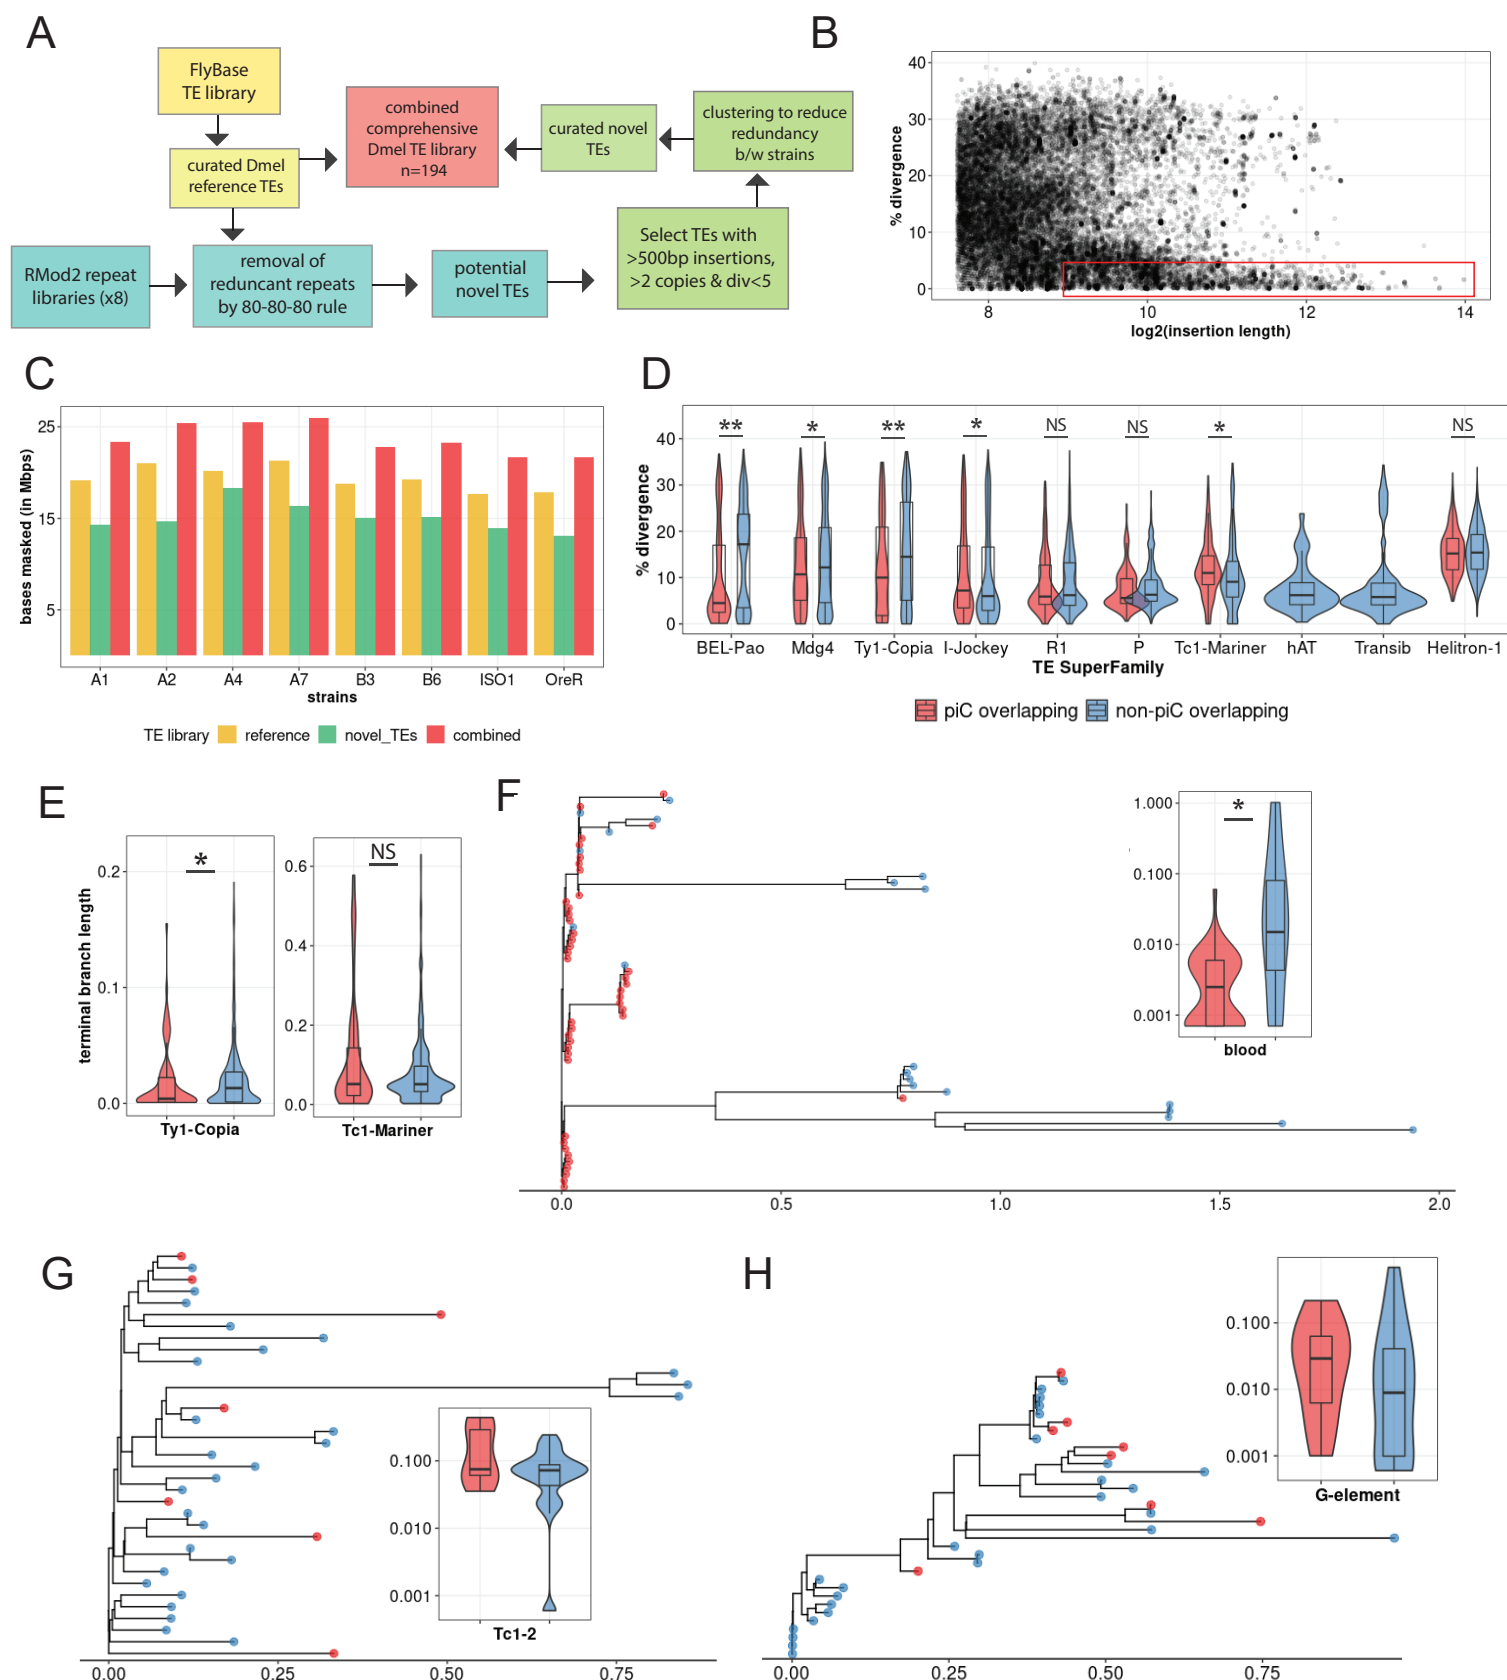 A
FlyBase
TE library
curated Dmel
reference TEs
combined
comprehensive
Dmel TE library
n=194
curated novel
TEs
clustering to reduce
redundancy
b/w strains
RMod2 repeat
libraries (x8)
removal of
reduncant repeats
by 80-80-80 rule
potential
novel TEs
Select TEs with
>500bp insertions,
>2 copies & div<5
B
% divergence
40
30
20
10
0
8 10 12 14
log2(insertion length)
C
bases masked (in Mbps)
25
15
5
A1 A2 A4 A7 B3 B6 ISO1 OreR
strains
TE library reference novel_TEs combined
D
% divergence
40
30
20
10
0
** * ** * NS NS * NS
BEL-Pao Mdg4 Ty1-Copia I-Jockey R1 P Tc1-Mariner hAT Transib Helitron-1
TE SuperFamily
piC overlapping non-piC overlapping
E
terminal branch length
0.2
0.1
0.0
*
Ty1-Copia
0.6
0.4
0.2
0.0
NS
Tc1-Mariner
F
1.000
0.100
0.010
0.001
*
blood
0.0 0.5 1.0 1.5 2.0
G
0.100
0.010
0.001
Tc1-2
0.00 0.25 0.50 0.75
H
0.100
0.010
0.001
G-element
0.00 0.25 0.50 0.75